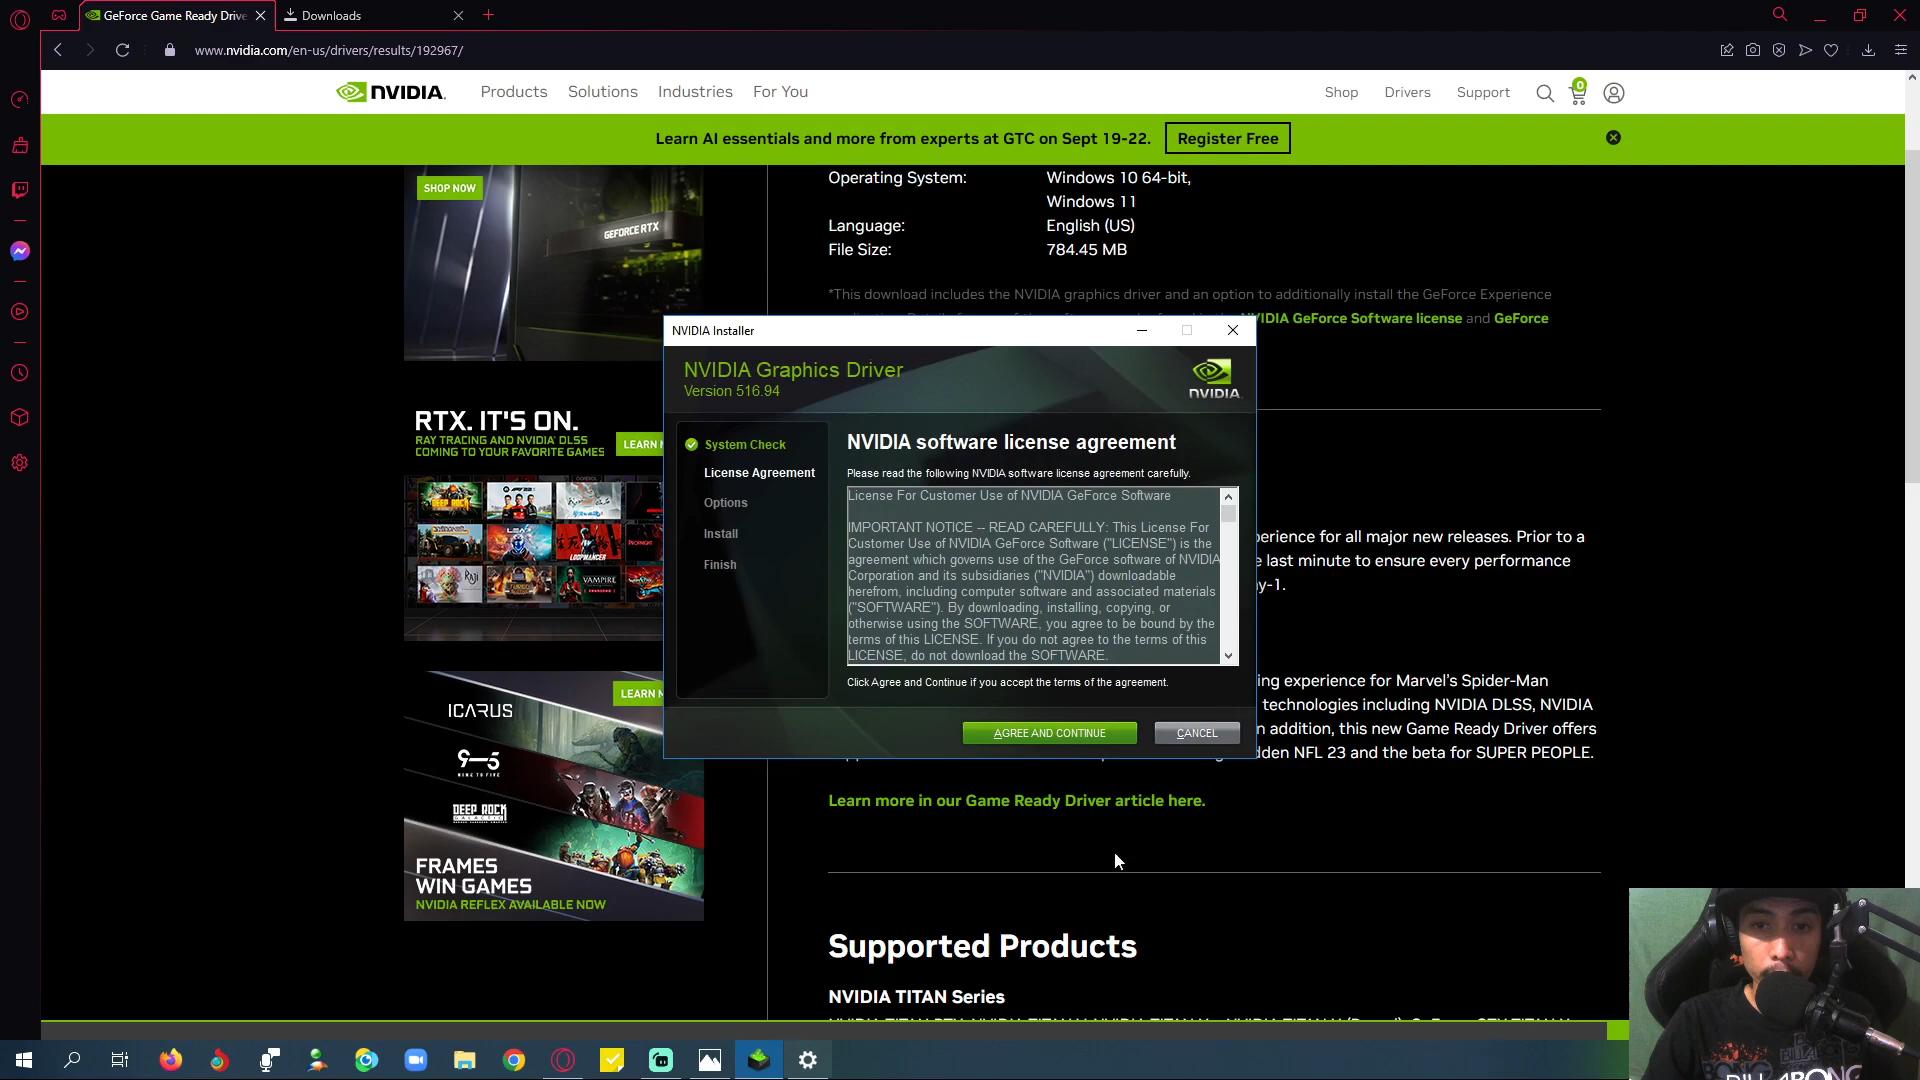 GeForce Game Ready Drive
Downloads
www.nvidia.com/en-us/drivers/results/192967/
NVIDIA.
Products
Solutions
Industries
For You
Shop
Drivers
Support
0
Learn AI essentials and more from experts at GTC on Sept 19-22.
Register Free
SHOP NOW
GEFORCE RTX
Operating System:
Windows 10 64-bit,
Windows 11
Language:
English (US)
File Size:
784.45 MB
*This download includes the NVIDIA graphics driver and an option to additionally install the GeForce Experience
VIDIA GeForce Software license and GeForce
RTX. IT'S ON.
RAY TRACING AND NVIDIA DLSS
COMING TO YOUR FAVORITE GAMES
LEARN
NVIDIA Installer
NVIDIA Graphics Driver
Version 516.94
NVIDIA.
System Check
License Agreement
Options
Install
Finish
NVIDIA software license agreement
Please read the following NVIDIA software license agreement carefully.
License For Customer Use of NVIDIA GeForce Software
IMPORTANT NOTICE -- READ CAREFULLY: This License For
Customer Use of NVIDIA GeForce Software ("LICENSE") is the
agreement which governs use of the GeForce software of NVIDIA
Corporation and its subsidiaries ("NVIDIA") downloadable
herefrom, including computer software and associated materials
("SOFTWARE"). By downloading, installing, copying, or
otherwise using the SOFTWARE, you agree to be bound by the
terms of this LICENSE. If you do not agree to the terms of this
LICENSE, do not download the SOFTWARE.
Click Agree and Continue if you accept the terms of the agreement.
AGREE AND CONTINUE
CANCEL
perience for all major new releases. Prior to a
e last minute to ensure every performance
y-1.
ing experience for Marvel's Spider-Man
technologies including NVIDIA DLSS, NVIDIA
n addition, this new Game Ready Driver offers
dden NFL 23 and the beta for SUPER PEOPLE.
Learn more in our Game Ready Driver article here.
RAJI
VAMPIRE
LEARN
ICARUS
9-5
NINE TO FIVE
DEEP ROCK
GALACTIC
FRAMES
WIN GAMES
NVIDIA REFLEX AVAILABLE NOW
Supported Products
NVIDIA TITAN Series
BILLABONG